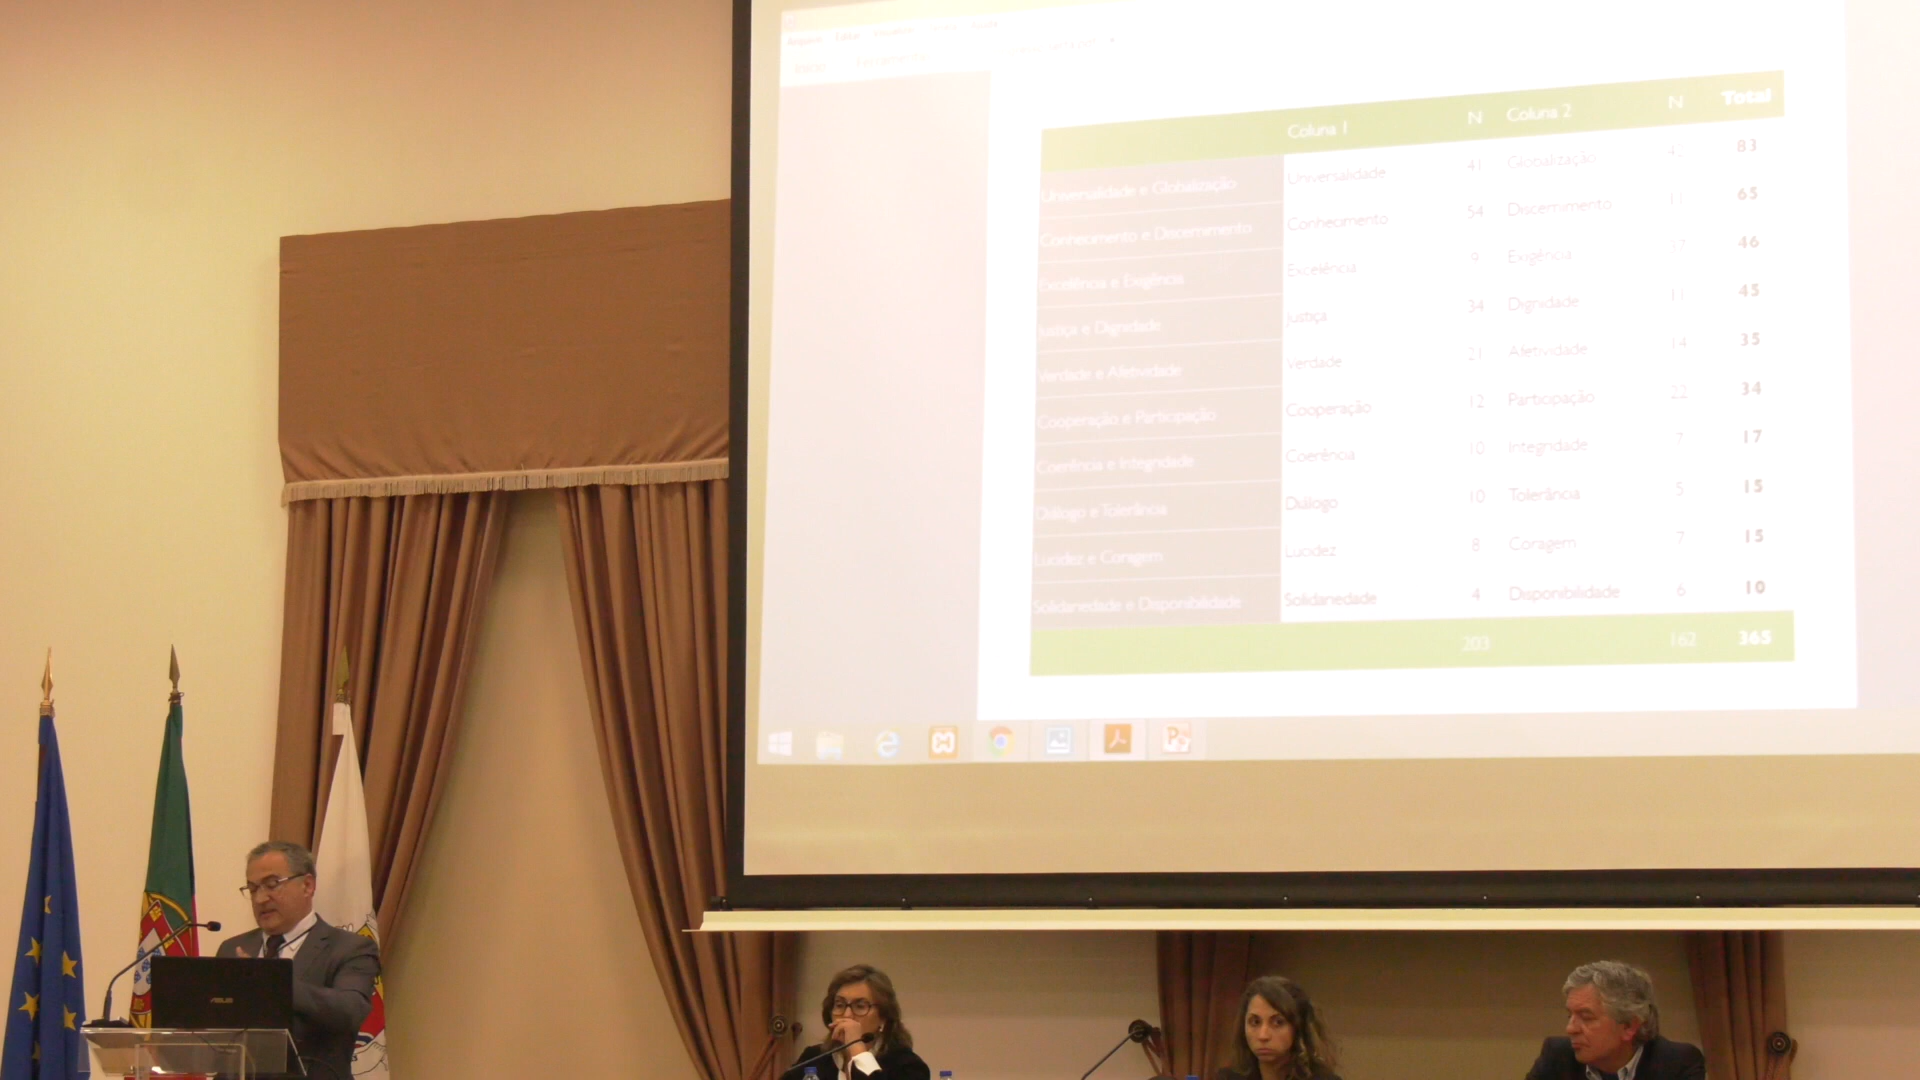 Coluna 1 N Coluna 2 N Total
Universalidade e Globalização Universalidade 41 Globalização 42 83
Conhecimento e Discernimento Conhecimento 54 Discernimento 11 65
Excelência e Exigência Excelência 9 Exigência 37 46
Justiça e Dignidade Justiça 34 Dignidade 11 45
Verdade e Afetividade Verdade 21 Afetividade 14 35
Cooperação e Participação Cooperação 12 Participação 22 34
Coerência e Integridade Coerência 10 Integridade 7 17
Diálogo e Tolerância Diálogo 10 Tolerância 5 15
Lucidez e Coragem Lucidez 8 Coragem 7 15
Solidariedade e Disponibilidade Solidariedade 4 Disponibilidade 6 10
203 162 365
ASUS